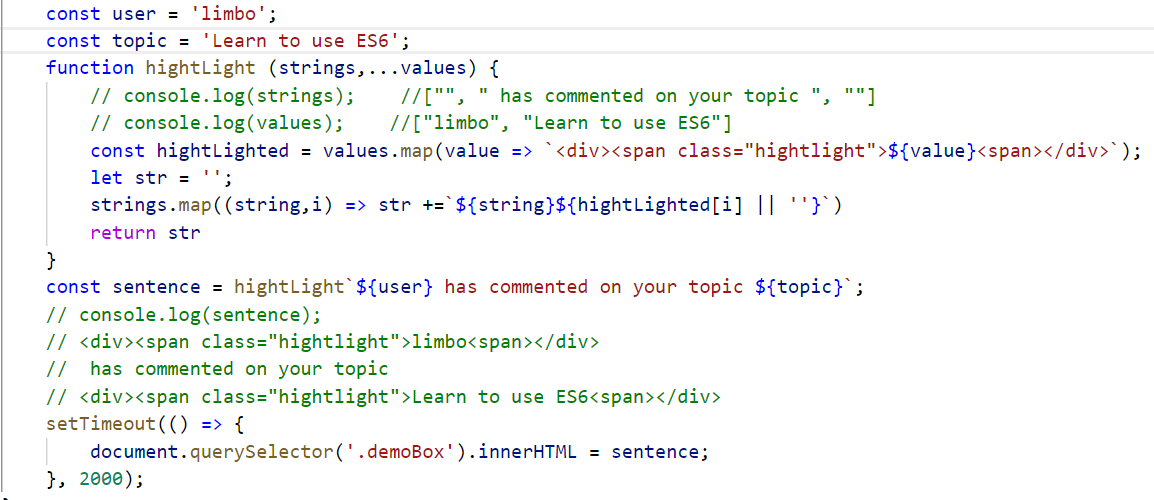 const user = 'limbo';
const topic = 'Learn to use ES6';
function hightLight (strings,...values) {
// console.log(strings);    //["", " has commented on your topic ", ""]
// console.log(values);    //["limbo", "Learn to use ES6"]
const hightLighted = values.map(value => `<div><span class="hightlight">${value}<span></div>`);
let str = '';
strings.map((string,i) => str +=`${string}${hightLighted[i] || ''}`)
return str
}
const sentence = hightLight`${user} has commented on your topic ${topic}`;
// console.log(sentence);
// <div><span class="hightlight">limbo<span></div>
//  has commented on your topic
// <div><span class="hightlight">Learn to use ES6<span></div>
setTimeout(() => {
document.querySelector('.demoBox').innerHTML = sentence;
}, 2000);